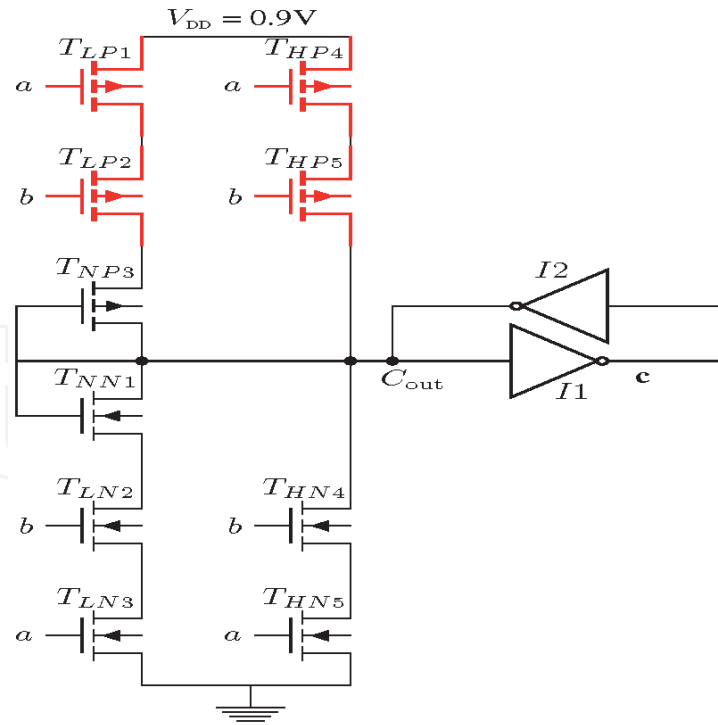 V_DD = 0.9V
T_LP1
T_HP4
a
a
T_LP2
T_HP5
b
b
T_NP3
I2
T_NN1
C_out
I1
c
T_LN2
T_HN4
b
b
T_LN3
T_HN5
a
a